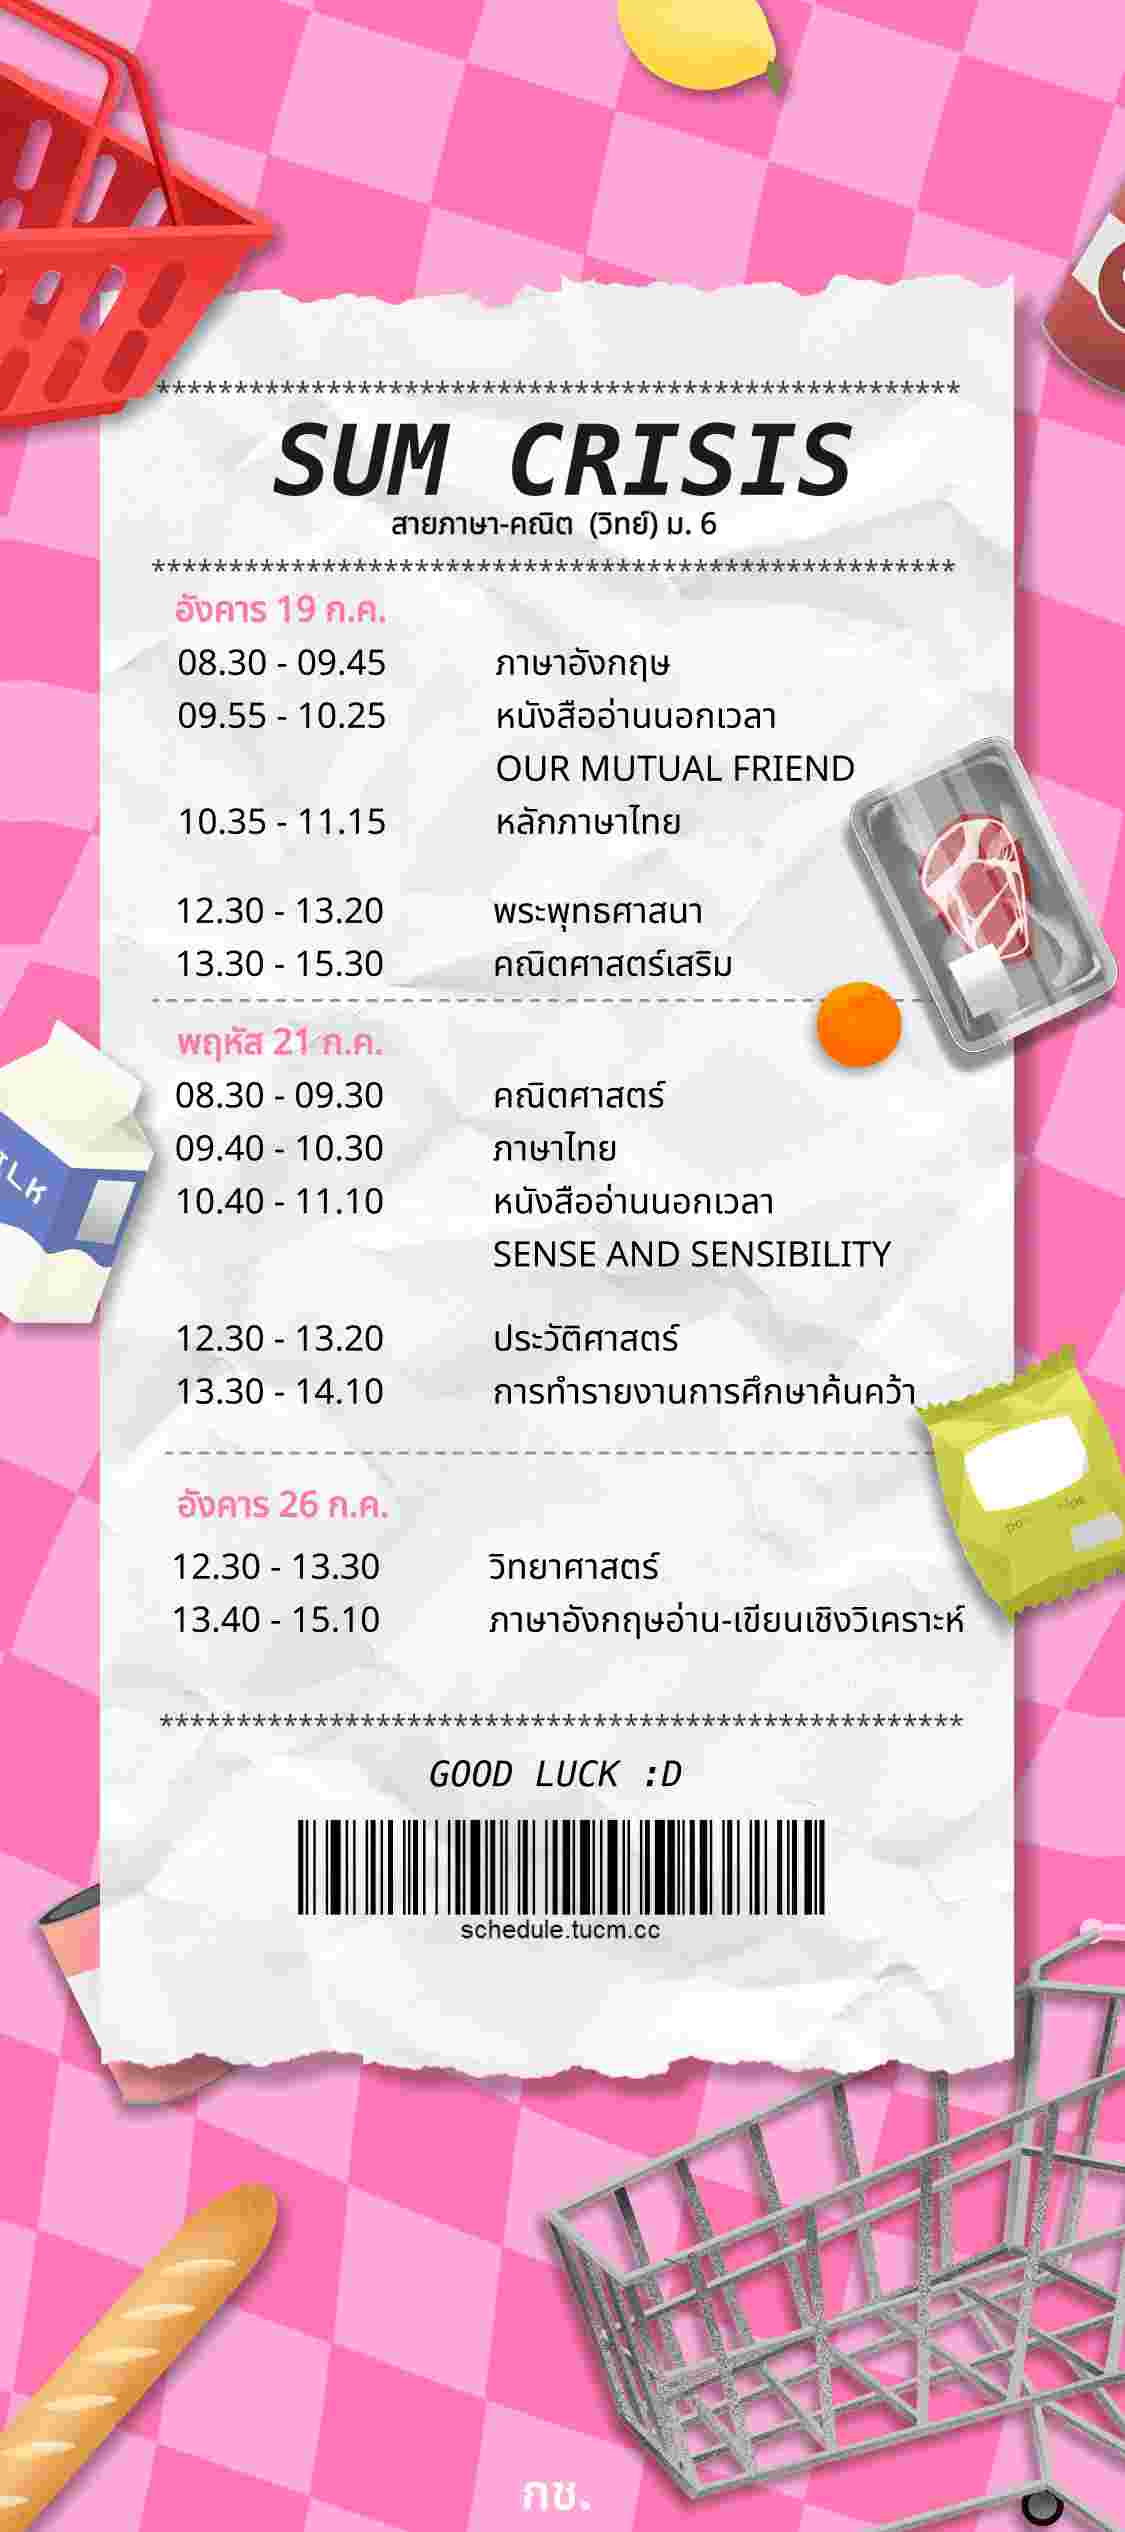 SUM CRISIS
สายภาษา-คณิต (วิทย์) ม. 6
อังคาร 19 ก.ค.
08.30 - 09.45 ภาษาอังกฤษ
09.55 - 10.25 หนังสืออ่านนอกเวลา
OUR MUTUAL FRIEND
10.35 - 11.15 หลักภาษาไทย
12.30 - 13.20 พระพุทธศาสนา
13.30 - 15.30 คณิตศาสตร์เสริม
พฤหัส 21 ก.ค.
08.30 - 09.30 คณิตศาสตร์
09.40 - 10.30 ภาษาไทย
10.40 - 11.10 หนังสืออ่านนอกเวลา
SENSE AND SENSIBILITY
12.30 - 13.20 ประวัติศาสตร์
13.30 - 14.10 การทำรายงานการศึกษาค้นคว้า
อังคาร 26 ก.ค.
12.30 - 13.30 วิทยาศาสตร์
13.40 - 15.10 ภาษาอังกฤษอ่าน-เขียนเชิงวิเคราะห์
GOOD LUCK :D
schedule.tucm.cc
กช.